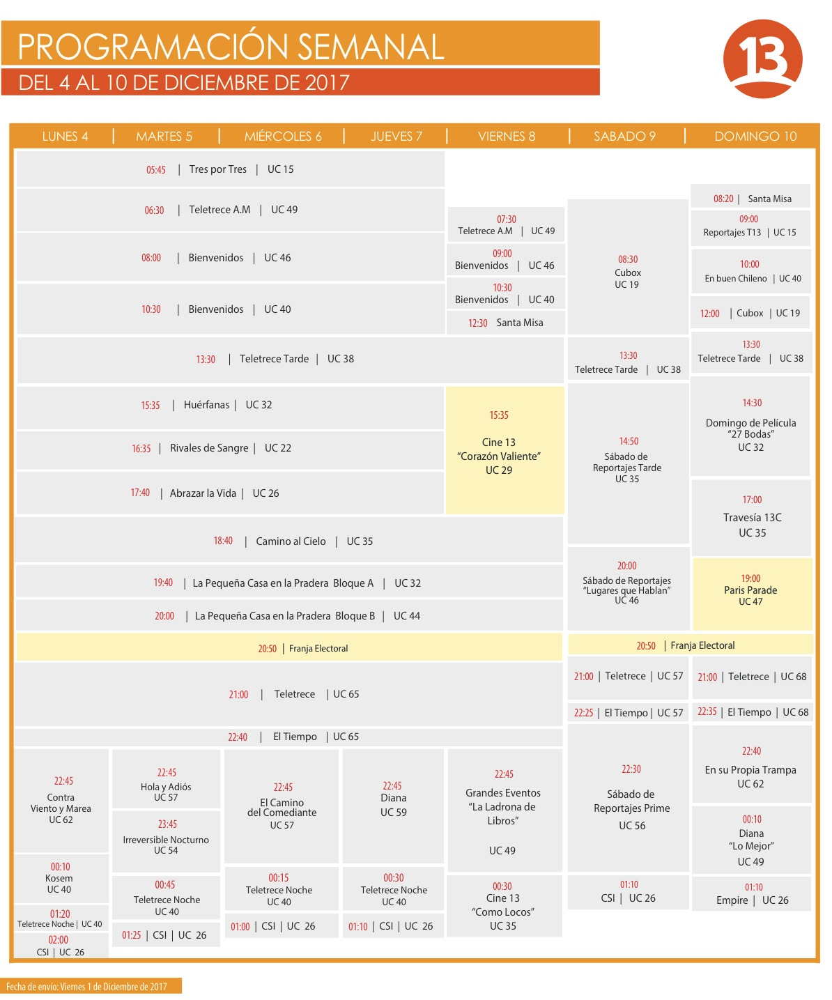 PROGRAMACIÓN SEMANAL
DEL 4 AL 10 DE DICIEMBRE DE 2017
13
LUNES 4 | MARTES 5 | MIÉRCOLES 6 | JUEVES 7 | VIERNES 8 | SABADO 9 | DOMINGO 10
05:45 | Tres por Tres | UC 15
06:30 | Teletrece A.M | UC 49
08:00 | Bienvenidos | UC 46
10:30 | Bienvenidos | UC 40
07:30
Teletrece A.M | UC 49
09:00
Bienvenidos | UC 46
10:30
Bienvenidos | UC 40
12:30 Santa Misa
08:30
Cubox
UC 19
08:20 | Santa Misa
09:00
Reportajes T13 | UC 15
10:00
En buen Chileno | UC 40
12:00 | Cubox | UC 19
13:30 | Teletrece Tarde | UC 38
13:30
Teletrece Tarde | UC 38
13:30
Teletrece Tarde | UC 38
15:35 | Huérfanas | UC 32
16:35 | Rivales de Sangre | UC 22
17:40 | Abrazar la Vida | UC 26
15:35
Cine 13
“Corazón Valiente”
UC 29
14:50
Sábado de
Reportajes Tarde
UC 35
14:30
Domingo de Película
“27 Bodas”
UC 32
17:00
Travesía 13C
UC 35
18:40 | Camino al Cielo | UC 35
19:40 | La Pequeña Casa en la Pradera Bloque A | UC 32
20:00 | La Pequeña Casa en la Pradera Bloque B | UC 44
20:00
Sábado de Reportajes
“Lugares que Hablan”
UC 46
19:00
Paris Parade
UC 47
20:50 | Franja Electoral
20:50 | Franja Electoral
21:00 | Teletrece | UC 65
21:00 | Teletrece | UC 57
21:00 | Teletrece | UC 68
22:40 | El Tiempo | UC 65
22:25 | El Tiempo | UC 57
22:35 | El Tiempo | UC 68
22:45
Contra
Viento y Marea
UC 62
00:10
Kosem
UC 40
01:20
Teletrece Noche | UC 40
02:00
CSI | UC 26
22:45
Hola y Adiós
UC 57
23:45
Irreversible Nocturno
UC 54
00:45
Teletrece Noche
UC 40
01:25 | CSI | UC 26
22:45
El Camino
del Comediante
UC 57
00:15
Teletrece Noche
UC 40
01:00 | CSI | UC 26
22:45
Diana
UC 59
00:30
Teletrece Noche
UC 40
01:10 | CSI | UC 26
22:45
Grandes Eventos
“La Ladrona de
Libros”
UC 49
00:30
Cine 13
“Como Locos”
UC 35
22:30
Sábado de
Reportajes Prime
UC 56
01:10
CSI | UC 26
22:40
En su Propia Trampa
UC 62
00:10
Diana
“Lo Mejor”
UC 49
01:10
Empire | UC 26
Fecha de envío: Viernes 1 de Diciembre de 2017